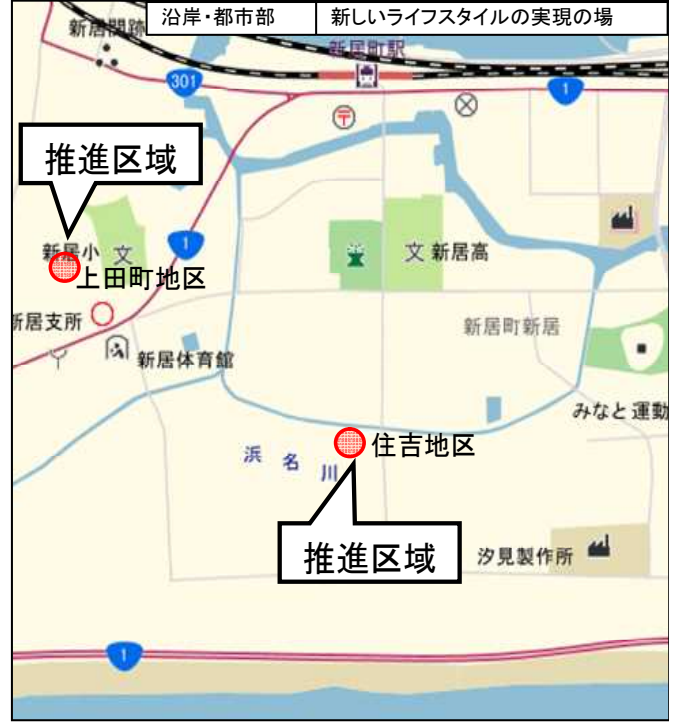 沿岸・都市部 新しいライフスタイルの実現の場
新居関跡
新居町駅
301
1
推進区域
1
新居小
文
文 新居高
上田町地区
新居支所
新居町新居
新居体育館
みなと運動
住吉地区
浜名川
推進区域
汐見製作所
1